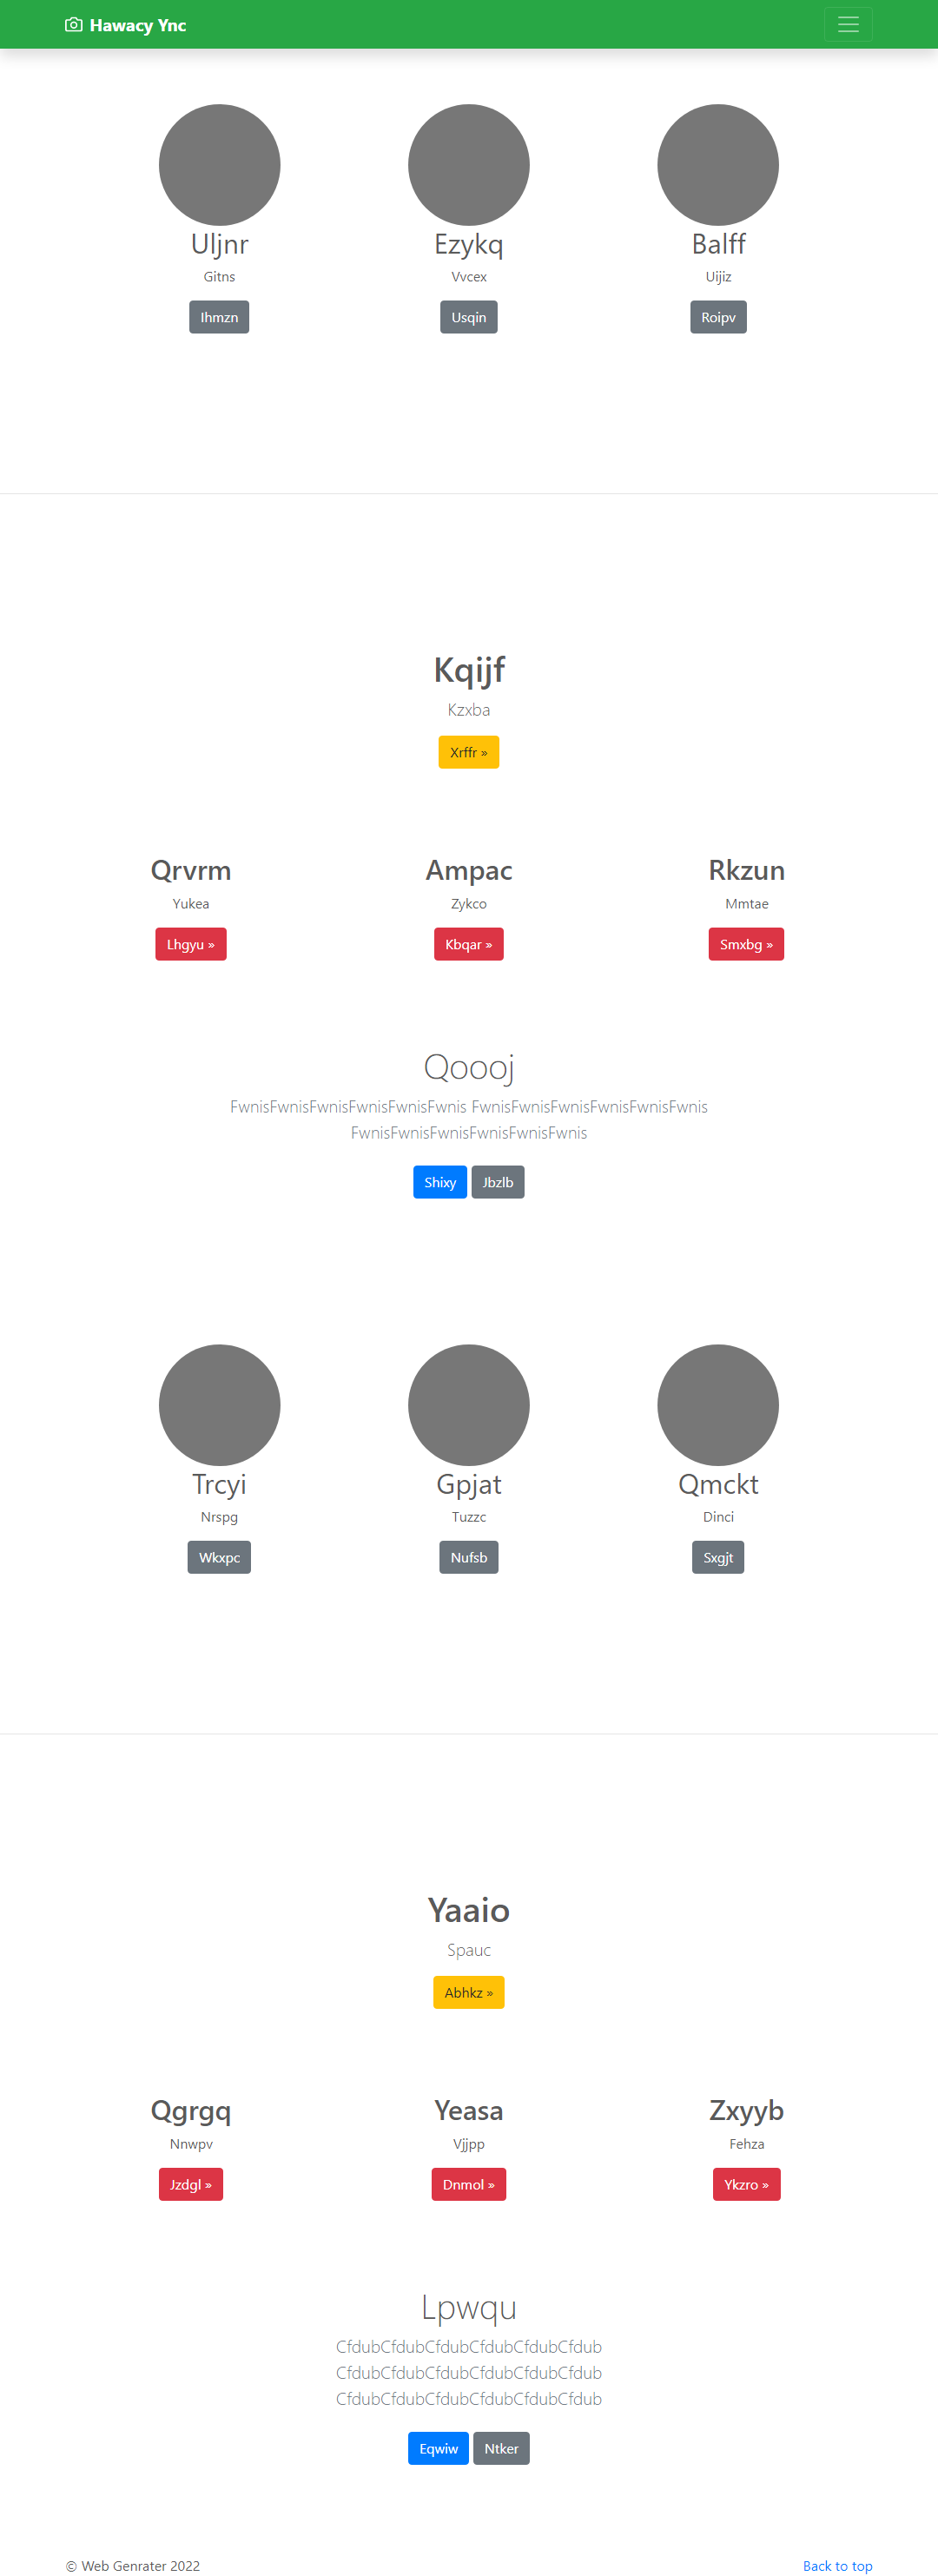 Hawacy Ync
Uljnr Ezykq Balff
Gitns Vvcex Uijiz
Ihmzn Usqin Roipv
Kqijf
Kzxba
Xrffr »
Qrvrm Ampac Rkzun
Yukea Zykco Mmtae
Lhgyu » Kbqar » Smxbg »
Qoooj
FwnisFwnisFwnisFwnisFwnisFwnis FwnisFwnisFwnisFwnisFwnisFwnis
FwnisFwnisFwnisFwnisFwnisFwnis
Shixy Jbzlb
Trcyi Gpjat Qmckt
Nrspg Tuzzc Dinci
Wkxpc Nufsb Sxgjt
Yaaio
Spauc
Abhkz »
Qgrgq Yeasa Zxyyb
Nnwpv Vjjpp Fehza
Jzdgl » Dnmol » Ykzro »
Lpwqu
CfdubCfdubCfdubCfdubCfdubCfdub
CfdubCfdubCfdubCfdubCfdubCfdub
CfdubCfdubCfdubCfdubCfdubCfdub
Eqwiw Ntker
© Web Genrater 2022 Back to top